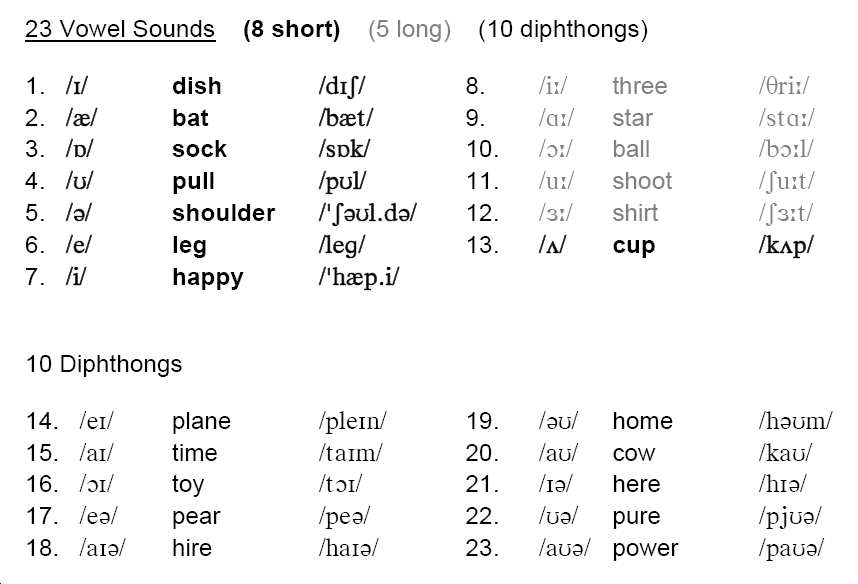 23 Vowel Sounds (8 short) (5 long) (10 diphthongs)
1. /ɪ/ dish /dɪʃ/ 8. /iː/ three /θriː/
2. /æ/ bat /bæt/ 9. /ɑː/ star /stɑː/
3. /ɒ/ sock /sɒk/ 10. /ɔː/ ball /bɔːl/
4. /ʊ/ pull /pʊl/ 11. /uː/ shoot /ʃuːt/
5. /ə/ shoulder /ˈʃəʊl.də/ 12. /ɜː/ shirt /ʃɜːt/
6. /e/ leg /leg/ 13. /ʌ/ cup /kʌp/
7. /i/ happy /ˈhæp.i/
10 Diphthongs
14. /eɪ/ plane /pleɪn/ 19. /əʊ/ home /həʊm/
15. /aɪ/ time /taɪm/ 20. /aʊ/ cow /kaʊ/
16. /ɔɪ/ toy /tɔɪ/ 21. /ɪə/ here /hɪə/
17. /eə/ pear /peə/ 22. /ʊə/ pure /pjʊə/
18. /aɪə/ hire /haɪə/ 23. /aʊə/ power /paʊə/